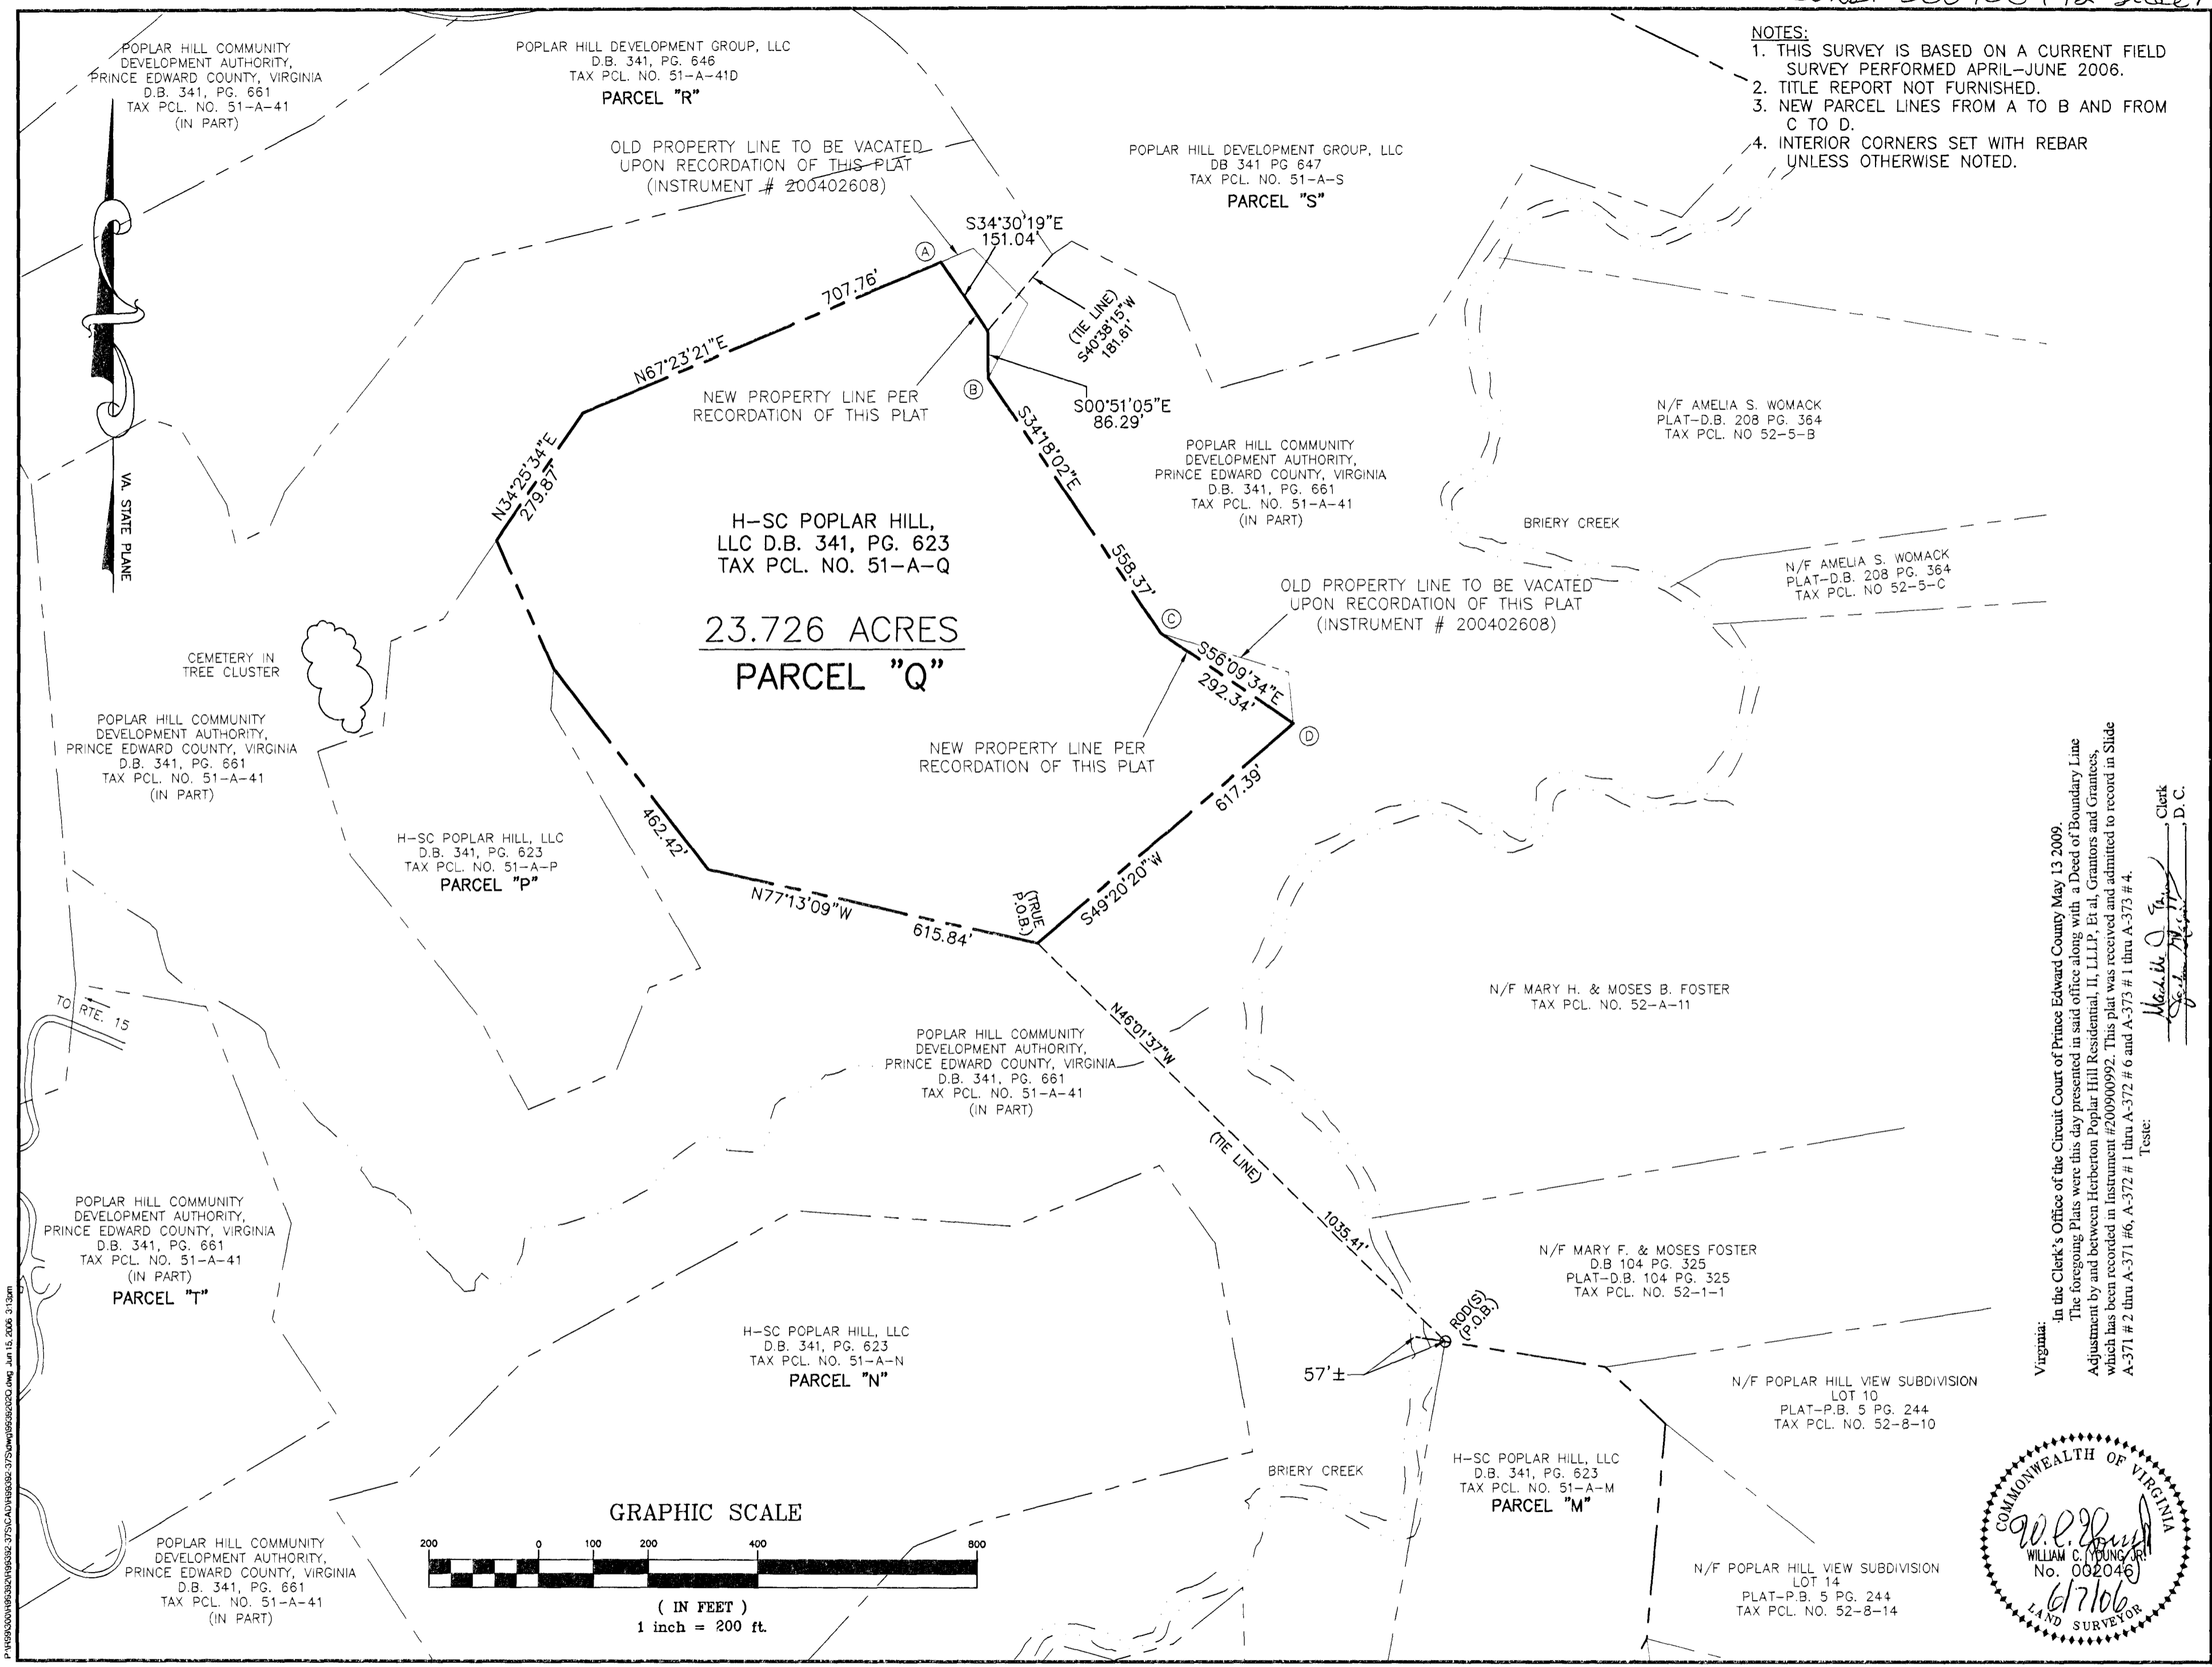 POPLAR HILL COMMUNITY
DEVELOPMENT AUTHORITY,
PRINCE EDWARD COUNTY, VIRGINIA
D.B. 341, PG. 661
TAX PCL. NO. 51-A-41
(IN PART)
POPLAR HILL DEVELOPMENT GROUP, LLC
D.B. 341, PG. 646
TAX PCL. NO. 51-A-41D
PARCEL "R"
OLD PROPERTY LINE TO BE VACATED
UPON RECORDATION OF THIS PLAT
(INSTRUMENT # 200402608)
POPLAR HILL DEVELOPMENT GROUP, LLC
DB 341 PG 647
TAX PCL. NO. 51-A-S
PARCEL "S"
NOTES:
1. THIS SURVEY IS BASED ON A CURRENT FIELD
SURVEY PERFORMED APRIL-JUNE 2006.
2. TITLE REPORT NOT FURNISHED.
3. NEW PARCEL LINES FROM A TO B AND FROM
C TO D.
4. INTERIOR CORNERS SET WITH REBAR
UNLESS OTHERWISE NOTED.
VA. STATE PLANE
S34°30'19"E
151.04'
A
707.76'
N67°23'21"E
(TIE LINE)
S40°38'15"W
181.61'
NEW PROPERTY LINE PER
RECORDATION OF THIS PLAT
B
S00°51'05"E
86.29'
S34°18'02"E
558.37'
N34°25'34"E
279.87'
POPLAR HILL COMMUNITY
DEVELOPMENT AUTHORITY,
PRINCE EDWARD COUNTY, VIRGINIA
D.B. 341, PG. 661
TAX PCL. NO. 51-A-41
(IN PART)
N/F AMELIA S. WOMACK
PLAT-D.B. 208 PG. 364
TAX PCL. NO 52-5-B
BRIERY CREEK
N/F AMELIA S. WOMACK
PLAT-D.B. 208 PG. 364
TAX PCL. NO 52-5-C
H-SC POPLAR HILL,
LLC D.B. 341, PG. 623
TAX PCL. NO. 51-A-Q
23.726 ACRES
PARCEL "Q"
OLD PROPERTY LINE TO BE VACATED
UPON RECORDATION OF THIS PLAT
(INSTRUMENT # 200402608)
C
S56°09'34"E
292.34'
D
NEW PROPERTY LINE PER
RECORDATION OF THIS PLAT
617.39'
S49°20'20"W
CEMETERY IN
TREE CLUSTER
POPLAR HILL COMMUNITY
DEVELOPMENT AUTHORITY,
PRINCE EDWARD COUNTY, VIRGINIA
D.B. 341, PG. 661
TAX PCL. NO. 51-A-41
(IN PART)
H-SC POPLAR HILL, LLC
D.B. 341, PG. 623
TAX PCL. NO. 51-A-P
PARCEL "P"
462.42'
N77°13'09"W
615.84'
(TRUE
P.O.B.)
TO RTE. 15
N46°01'37"W
(TIE LINE)
1035.41'
POPLAR HILL COMMUNITY
DEVELOPMENT AUTHORITY,
PRINCE EDWARD COUNTY, VIRGINIA
D.B. 341, PG. 661
TAX PCL. NO. 51-A-41
(IN PART)
N/F MARY H. & MOSES B. FOSTER
TAX PCL. NO. 52-A-11
POPLAR HILL COMMUNITY
DEVELOPMENT AUTHORITY,
PRINCE EDWARD COUNTY, VIRGINIA
D.B. 341, PG. 661
TAX PCL. NO. 51-A-41
(IN PART)
PARCEL "T"
N/F MARY F. & MOSES FOSTER
D.B 104 PG. 325
PLAT-D.B. 104 PG. 325
TAX PCL. NO. 52-1-1
ROD(S)
(P.O.B.)
57'±
H-SC POPLAR HILL, LLC
D.B. 341, PG. 623
TAX PCL. NO. 51-A-N
PARCEL "N"
N/F POPLAR HILL VIEW SUBDIVISION
LOT 10
PLAT-P.B. 5 PG. 244
TAX PCL. NO. 52-8-10
BRIERY CREEK
H-SC POPLAR HILL, LLC
D.B. 341, PG. 623
TAX PCL. NO. 51-A-M
PARCEL "M"
N/F POPLAR HILL VIEW SUBDIVISION
LOT 14
PLAT-P.B. 5 PG. 244
TAX PCL. NO. 52-8-14
POPLAR HILL COMMUNITY
DEVELOPMENT AUTHORITY,
PRINCE EDWARD COUNTY, VIRGINIA
D.B. 341, PG. 661
TAX PCL. NO. 51-A-41
(IN PART)
GRAPHIC SCALE
200 0 100 200 400 800
( IN FEET )
1 inch = 200 ft.
Virginia:
In the Clerk's Office of the Circuit Court of Prince Edward County May 13 2009.
The foregoing Plats were this day presented in said office along with a Deed of Boundary Line
Adjustment by and between Herberton Poplar Hill Residential, II, LLLP, Et al, Grantors and Grantees,
which has been recorded in Instrument #200900992. This plat was received and admitted to record in Slide
A-371 # 2 thru A-371 #6, A-372 # 1 thru A-372 # 6 and A-373 # 1 thru A-373 # 4.
Teste:
, Clerk
, D. C.
COMMONWEALTH OF VIRGINIA
WILLIAM C. YOUNG JR.
No. 002046
6/7/06
LAND SURVEYOR